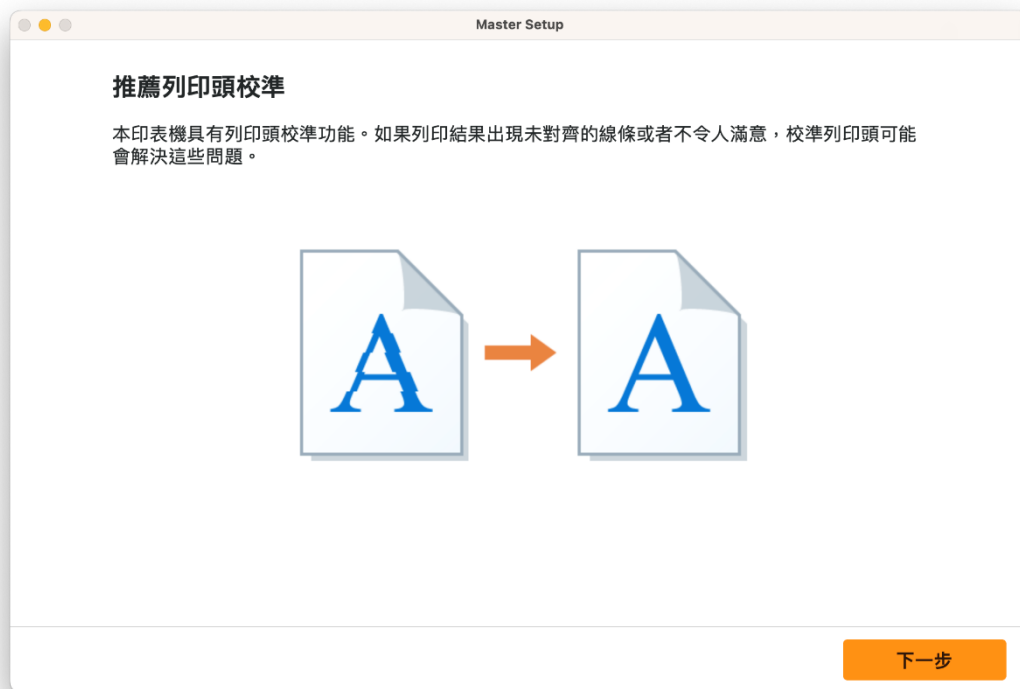 Master Setup
推薦列印頭校準
本印表機具有列印頭校準功能。如果列印結果出現未對齊的線條或者不令人滿意，校準列印頭可能
會解決這些問題。
A
A
下一步